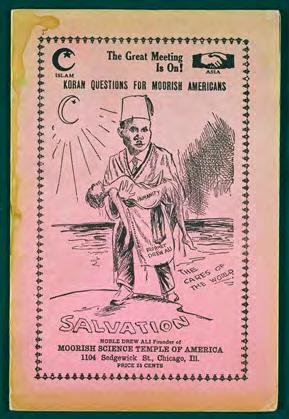 The Great Meeting
Is On!
ISLAM
ASIA
KORAN QUESTIONS FOR MOORISH AMERICANS
HUMANITY
PROPHET
DREW ALI
THE
CARES OF
THE WORLD
SALVATION
NOBLE DREW ALI Founder of
MOORISH SCIENCE TEMPLE OF AMERICA
1104 Sedgewick St., Chicago, Ill.
PRICE 25 CENTS